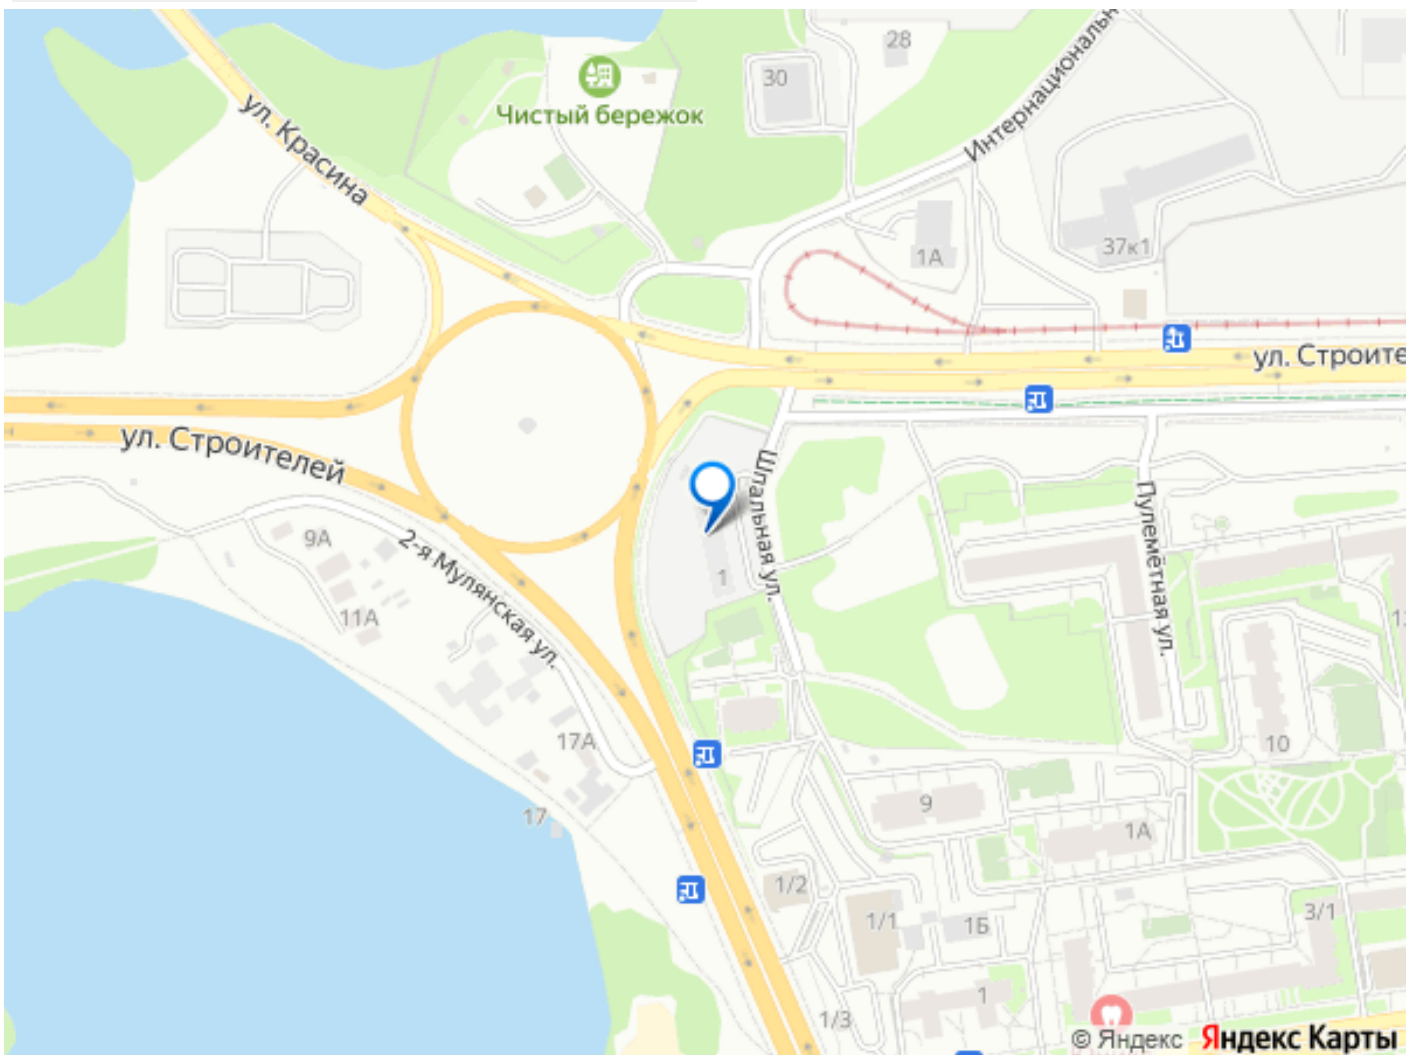 28
30
Чистый бережок
Интернациональн
ул. Красина
37к1
1А
ул. Строите
ул. Строителей
Шпальная ул.
Пулемётная ул.
9А
2-я Мулянская ул.
1
11А
17А
10
17
9
1А
1/2
3/1
1/1
1Б
1
1/3
© Яндекс Яндекс Карты